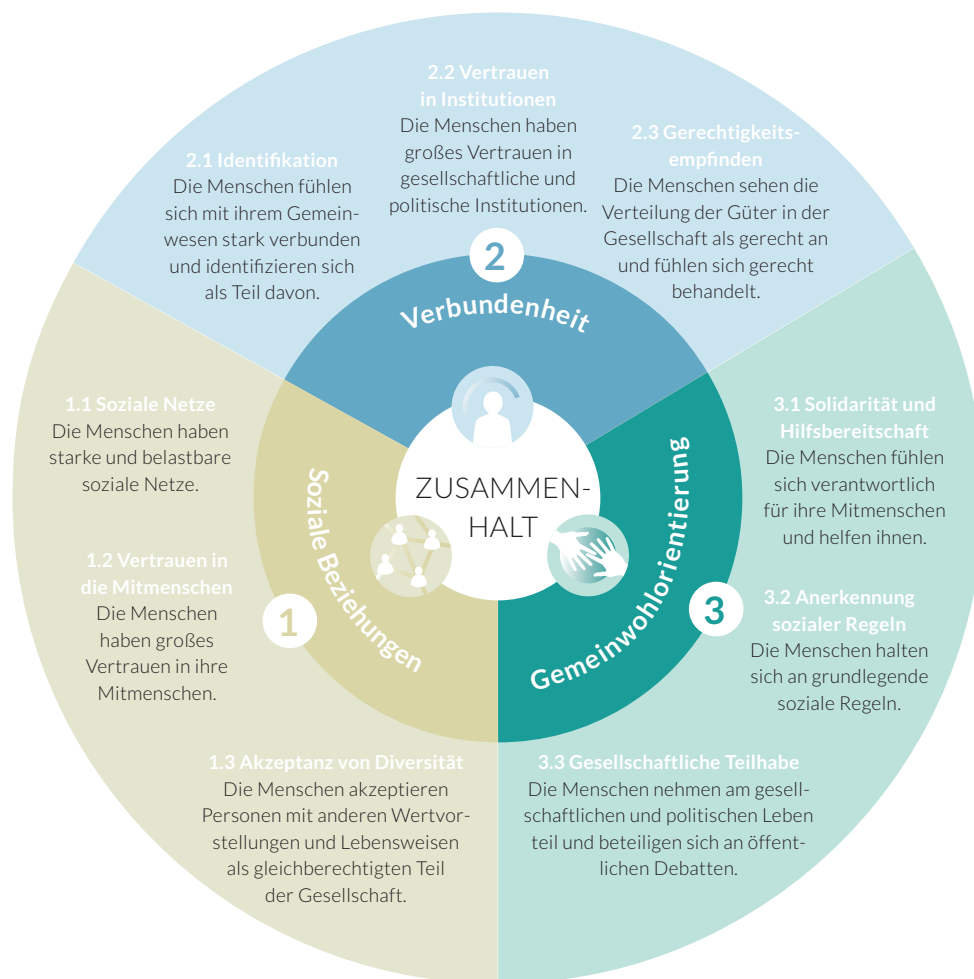 ZUSAMMEN-
HALT
1
Soziale Beziehungen
1.1 Soziale Netze
Die Menschen haben
starke und belastbare
soziale Netze.
1.2 Vertrauen in
die Mitmenschen
Die Menschen
haben großes
Vertrauen in ihre
Mitmenschen.
1.3 Akzeptanz von Diversität
Die Menschen akzeptieren
Personen mit anderen Wertvor-
stellungen und Lebensweisen
als gleichberechtigten Teil
der Gesellschaft.
2
Verbundenheit
2.1 Identifikation
Die Menschen fühlen
sich mit ihrem Gemein-
wesen stark verbunden
und identifizieren sich
als Teil davon.
2.2 Vertrauen
in Institutionen
Die Menschen haben
großes Vertrauen in
gesellschaftliche und
politische Institutionen.
2.3 Gerechtigkeits-
empfinden
Die Menschen sehen die
Verteilung der Güter in der
Gesellschaft als gerecht an
und fühlen sich gerecht
behandelt.
3
Gemeinwohlorientierung
3.1 Solidarität und
Hilfsbereitschaft
Die Menschen fühlen
sich verantwortlich
für ihre Mitmenschen
und helfen ihnen.
3.2 Anerkennung
sozialer Regeln
Die Menschen halten
sich an grundlegende
soziale Regeln.
3.3 Gesellschaftliche Teilhabe
Die Menschen nehmen am gesell-
schaftlichen und politischen Leben
teil und beteiligen sich an öffent-
lichen Debatten.